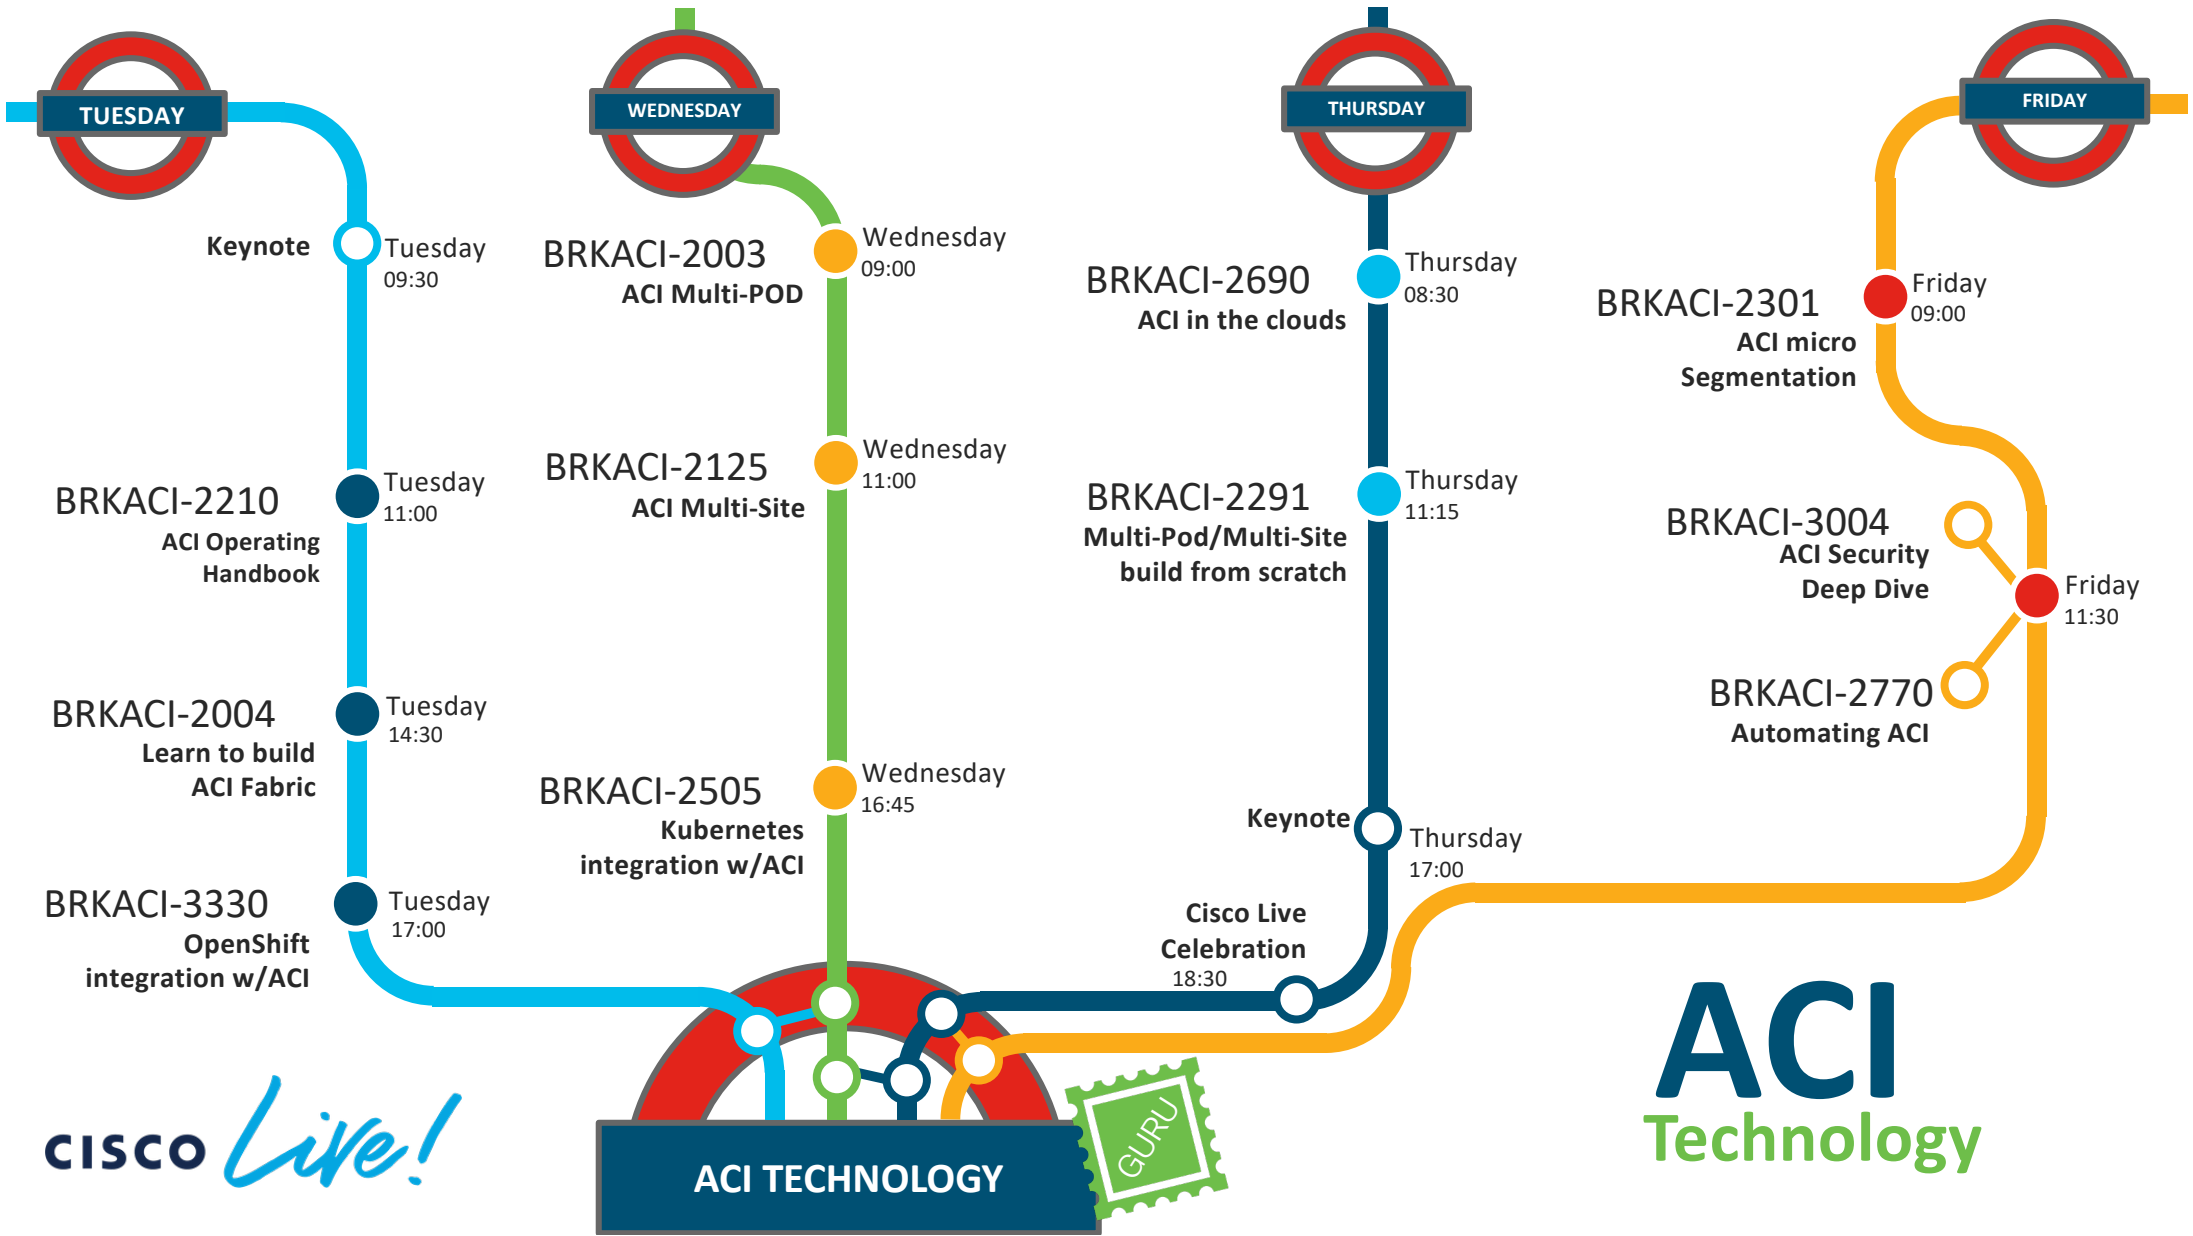 TUESDAY
Keynote
Tuesday
09:30
BRKACI-2210
ACI Operating
Handbook
Tuesday
11:00
BRKACI-2004
Learn to build
ACI Fabric
Tuesday
14:30
BRKACI-3330
OpenShift
integration w/ACI
Tuesday
17:00
WEDNESDAY
BRKACI-2003
ACI Multi-POD
Wednesday
09:00
BRKACI-2125
ACI Multi-Site
Wednesday
11:00
BRKACI-2505
Kubernetes
integration w/ACI
Wednesday
16:45
THURSDAY
BRKACI-2690
ACI in the clouds
Thursday
08:30
BRKACI-2291
Multi-Pod/Multi-Site
build from scratch
Thursday
11:15
Keynote
Thursday
17:00
Cisco Live
Celebration
18:30
FRIDAY
BRKACI-2301
ACI micro
Segmentation
Friday
09:00
BRKACI-3004
ACI Security
Deep Dive
Friday
11:30
BRKACI-2770
Automating ACI
CISCO Live!
ACI TECHNOLOGY
GURU
ACI
Technology